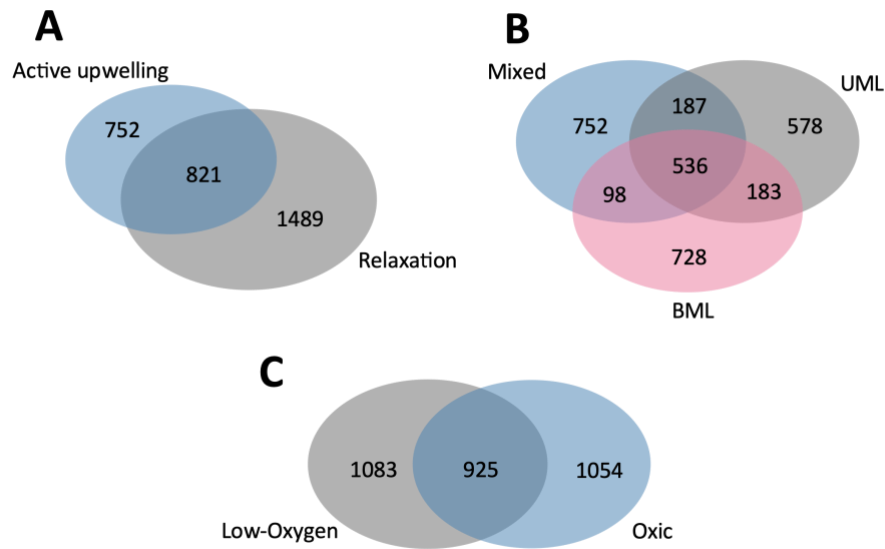 A
Active upwelling
752
821
1489
Relaxation
B
Mixed
UML
187
752
578
536
98
183
728
BML
C
1083
925
1054
Low-Oxygen
Oxic